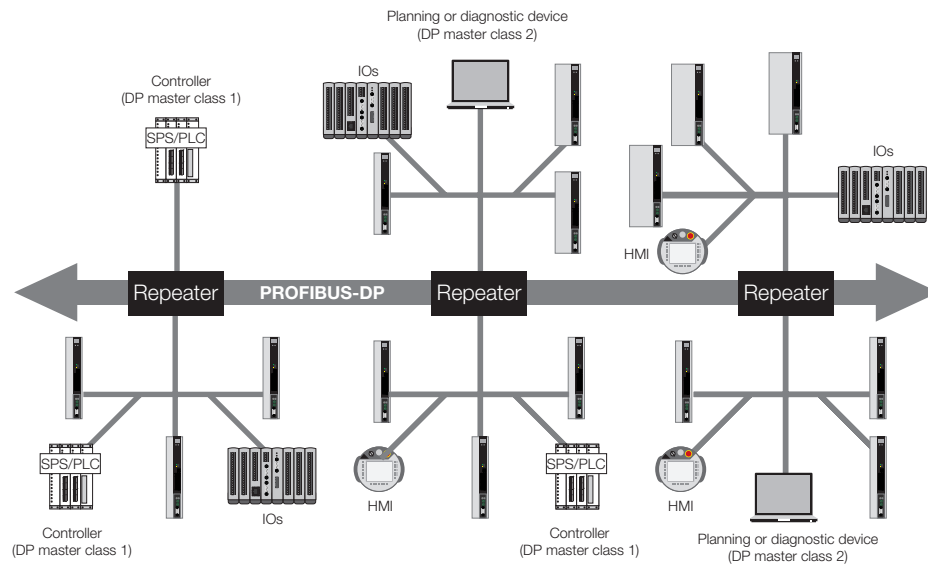 Planning or diagnostic device
(DP master class 2)
IOs
Controller
(DP master class 1)
SPS/PLC
IOs
HMI
Repeater
PROFIBUS-DP
Repeater
Repeater
SPS/PLC
SPS/PLC
IOs
HMI
HMI
Controller
(DP master class 1)
Controller
(DP master class 1)
Planning or diagnostic device
(DP master class 2)